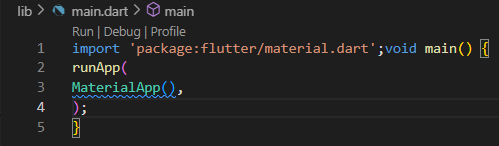 lib > main.dart > main
Run | Debug | Profile
1 import 'package:flutter/material.dart';void main() {
2 runApp(
3 MaterialApp(),
4 );
5 }